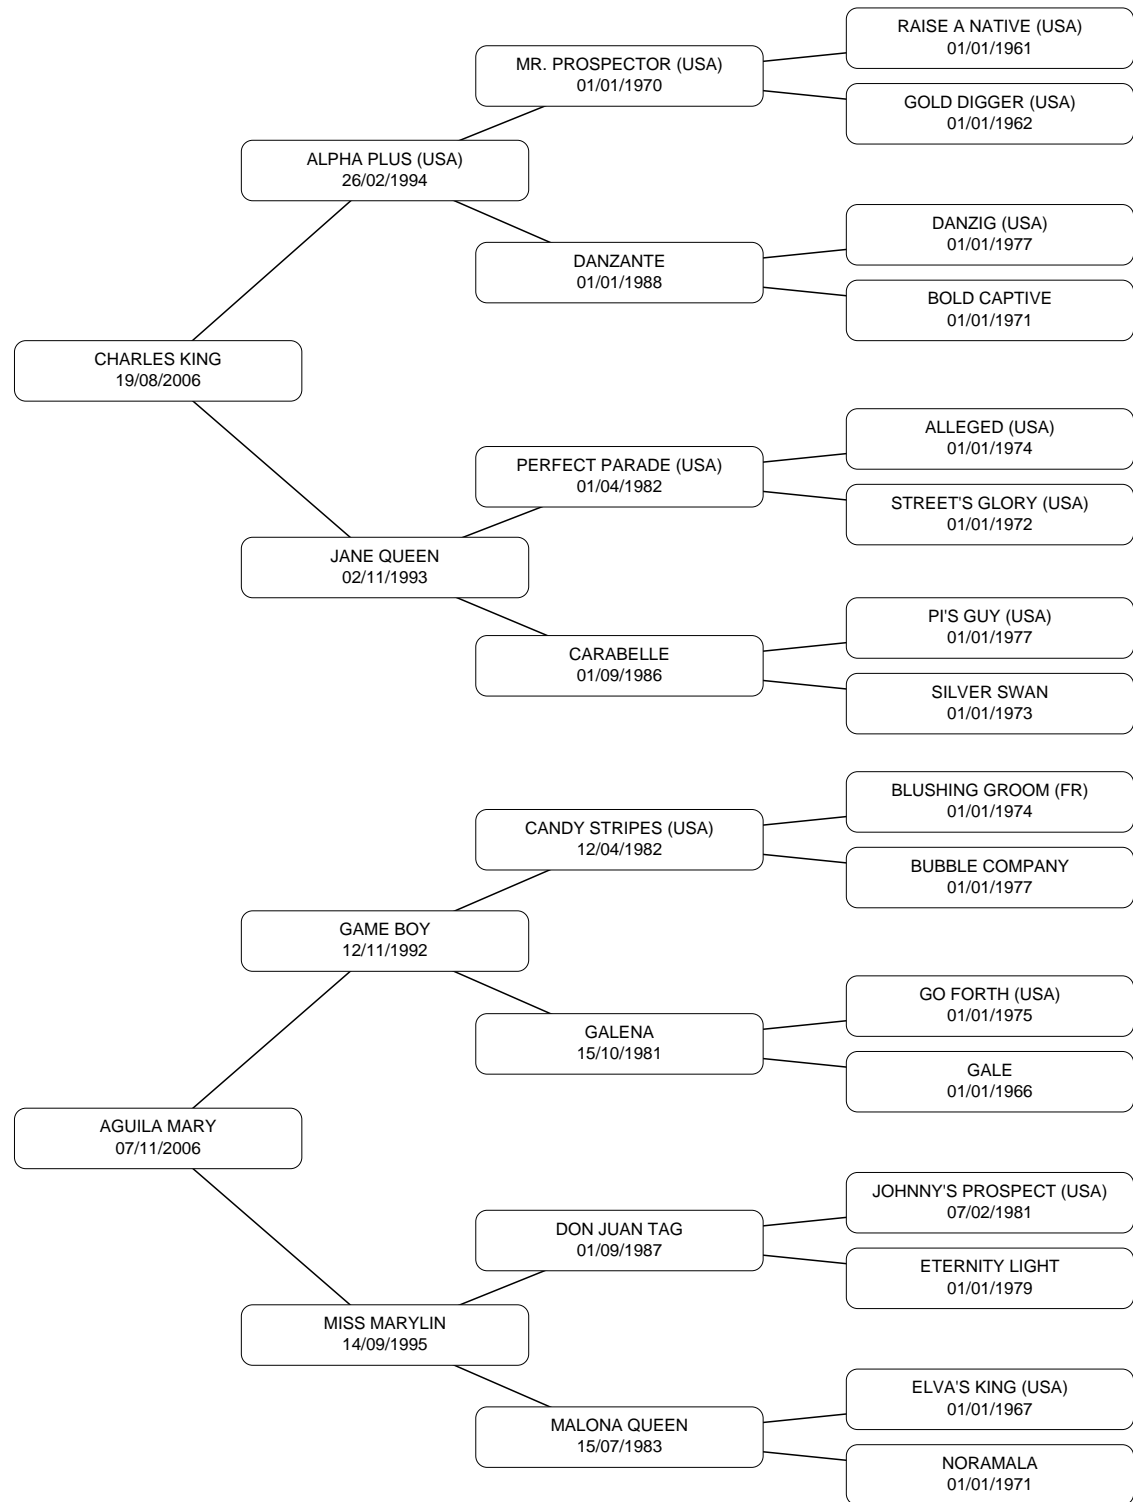 RAISE A NATIVE (USA)
01/01/1961
MR. PROSPECTOR (USA)
01/01/1970
GOLD DIGGER (USA)
01/01/1962
ALPHA PLUS (USA)
26/02/1994
DANZIG (USA)
01/01/1977
DANZANTE
01/01/1988
BOLD CAPTIVE
01/01/1971
CHARLES KING
19/08/2006
ALLEGED (USA)
01/01/1974
PERFECT PARADE (USA)
01/04/1982
STREET'S GLORY (USA)
01/01/1972
JANE QUEEN
02/11/1993
PI'S GUY (USA)
01/01/1977
CARABELLE
01/09/1986
SILVER SWAN
01/01/1973
BLUSHING GROOM (FR)
01/01/1974
CANDY STRIPES (USA)
12/04/1982
BUBBLE COMPANY
01/01/1977
GAME BOY
12/11/1992
GO FORTH (USA)
01/01/1975
GALENA
15/10/1981
GALE
01/01/1966
AGUILA MARY
07/11/2006
JOHNNY'S PROSPECT (USA)
07/02/1981
DON JUAN TAG
01/09/1987
ETERNITY LIGHT
01/01/1979
MISS MARYLIN
14/09/1995
ELVA'S KING (USA)
01/01/1967
MALONA QUEEN
15/07/1983
NORAMALA
01/01/1971